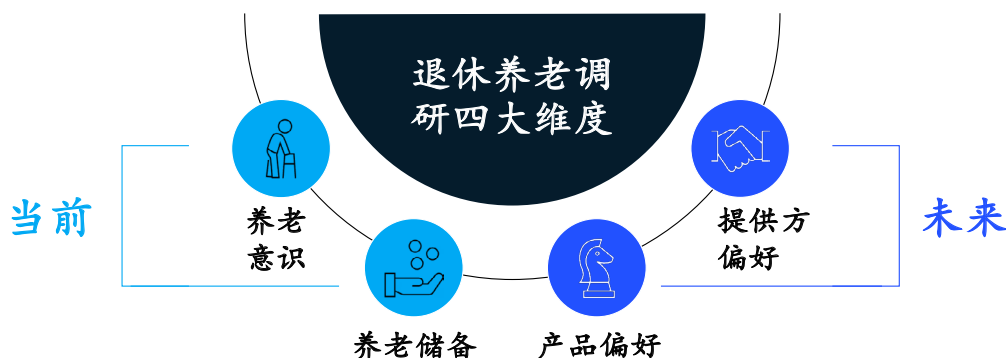 退休养老调
研四大维度
当前
养老
意识
养老储备
产品偏好
提供方
偏好
未来